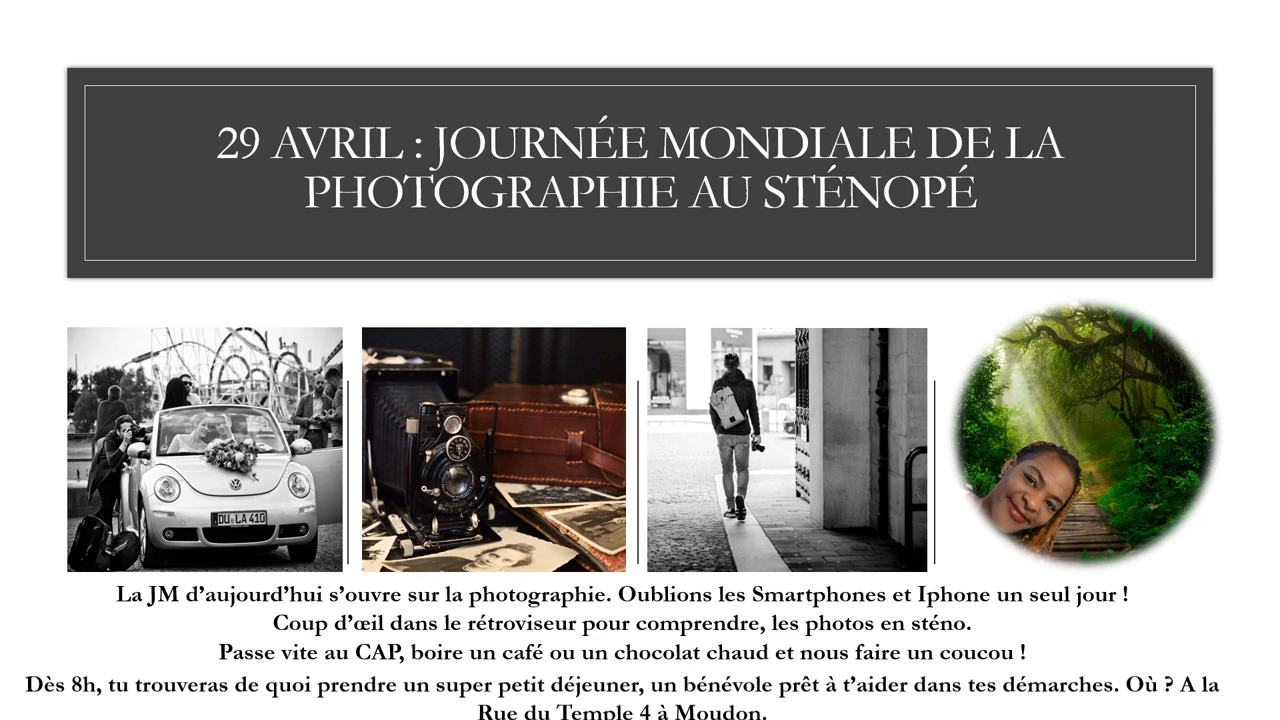 29 AVRIL : JOURNÉE MONDIALE DE LA
PHOTOGRAPHIE AU STÉNOPÉ
DU LA 410
La JM d’aujourd’hui s’ouvre sur la photographie. Oublions les Smartphones et Iphone un seul jour !
Coup d’œil dans le rétroviseur pour comprendre, les photos en sténo.
Passe vite au CAP, boire un café ou un chocolat chaud et nous faire un coucou !
Dès 8h, tu trouveras de quoi prendre un super petit déjeuner, un bénévole prêt à t’aider dans tes démarches. Où ? A la
Rue du Temple 4 à Moudon.